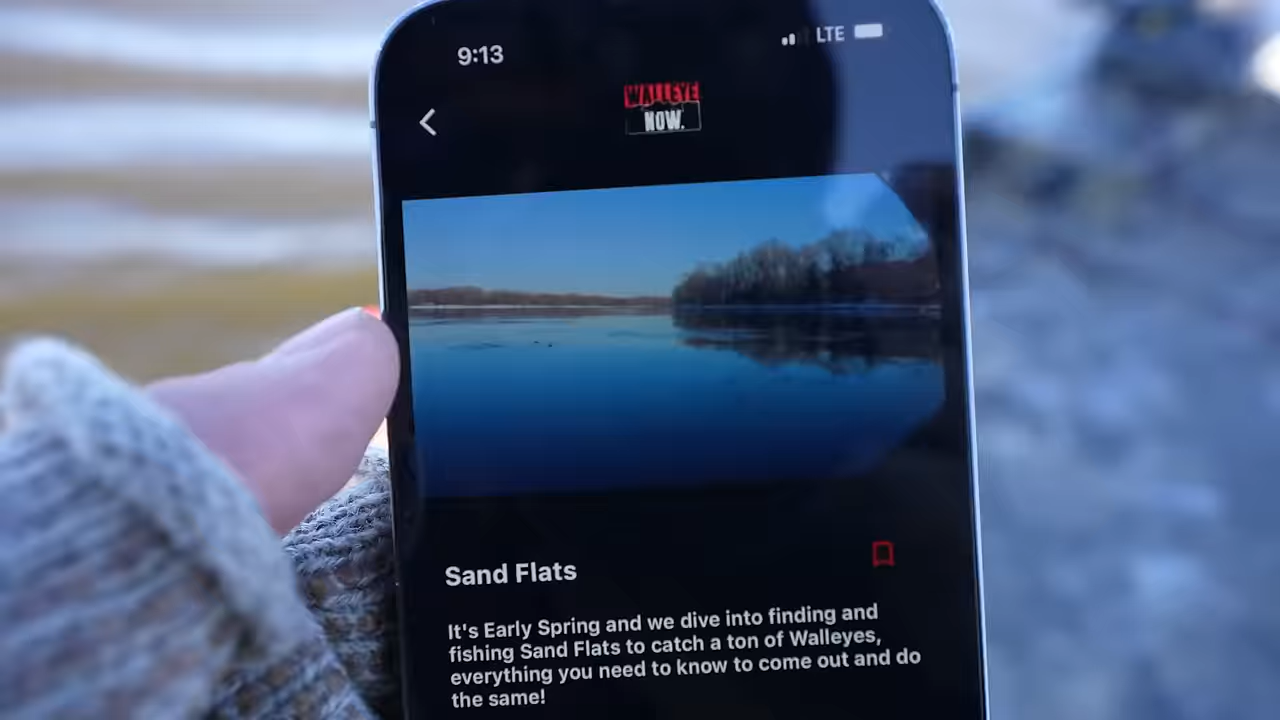 9:13
LTE
WALLEYE
NOW.
Sand Flats
It's Early Spring and we dive into finding and
fishing Sand Flats to catch a ton of Walleyes,
everything you need to know to come out and do
the same!